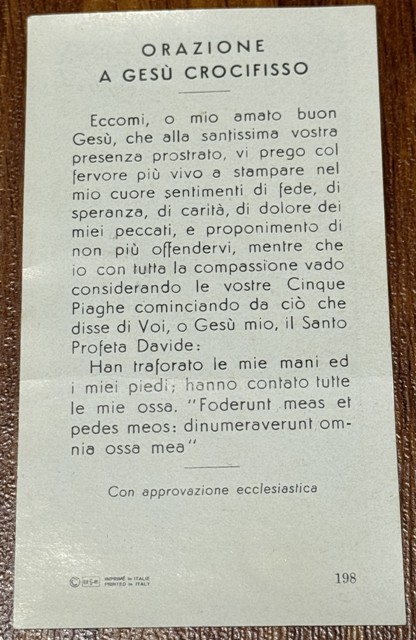 ORAZIONE
A GESÙ CROCIFISSO
Eccomi, o mio amato buon
Gesù, che alla santissima vostra
presenza prostrato, vi prego col
fervore più vivo a stampare nel
mio cuore sentimenti di fede, di
speranza, di carità, di dolore dei
miei peccati, e proponimento di
non più offendervi, mentre che
io con tutta la compassione vado
considerando le vostre Cinque
Piaghe cominciando da ciò che
disse di Voi, o Gesù mio, il Santo
Profeta Davide:
Han traforato le mie mani ed
i miei piedi; hanno contato tutte
le mie ossa. "Foderunt meas et
pedes meos: dinumeraverunt om-
nia ossa mea"
Con approvazione ecclesiastica
©
IMPRIMÉ in ITALIE
PRINTED in ITALY
198